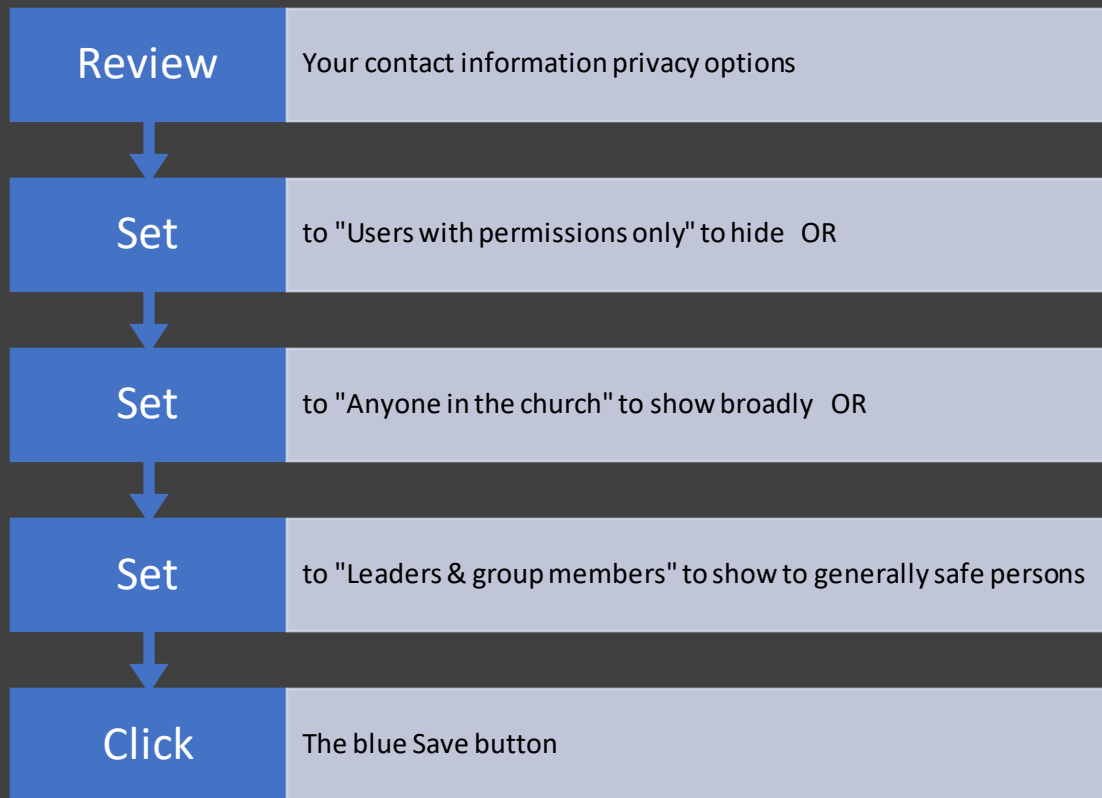 Review
Your contact information privacy options
Set
to "Users with permissions only" to hide OR
Set
to "Anyone in the church" to show broadly OR
Set
to "Leaders & group members" to show to generally safe persons
Click
The blue Save button